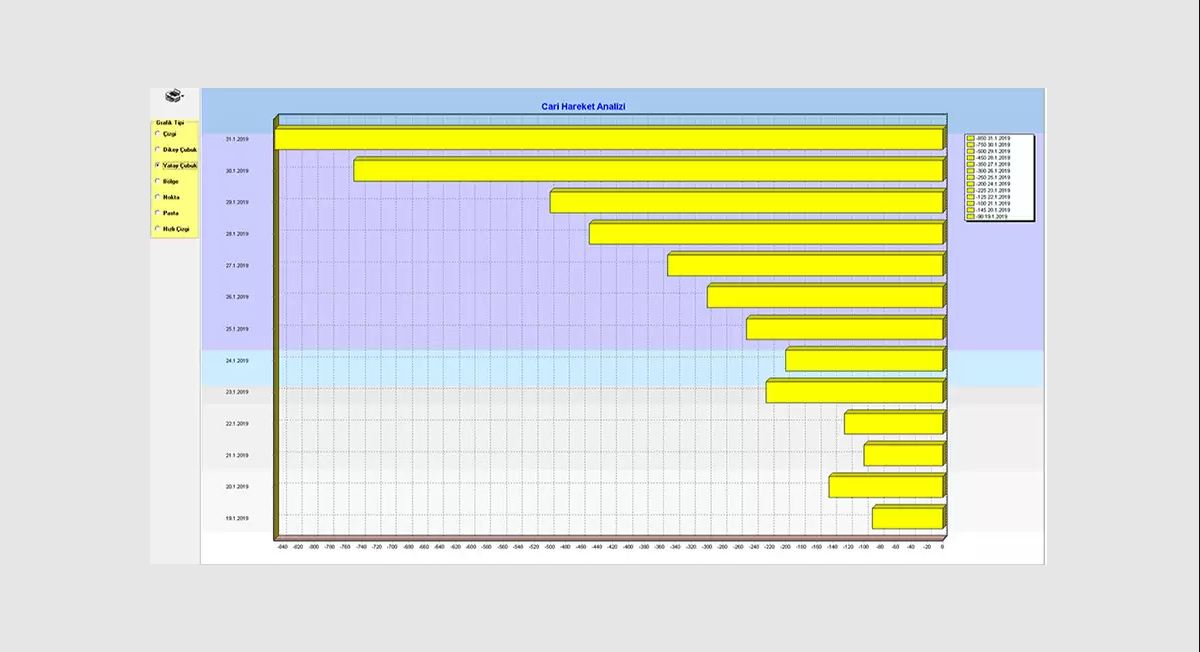 Cari Hareket Analizi
Grafik Tipi
Çizgi
Dikey Çubuk
Yatay Çubuk
Bölge
Nokta
Pasta
Hızlı Çizgi
31.1.2019
30.1.2019
29.1.2019
28.1.2019
27.1.2019
26.1.2019
25.1.2019
24.1.2019
23.1.2019
22.1.2019
21.1.2019
20.1.2019
19.1.2019
-840 -820 -800 -780 -760 -740 -720 -700 -680 -660 -640 -620 -600 -580 -560 -540 -520 -500 -480 -460 -440 -420 -400 -380 -360 -340 -320 -300 -280 -260 -240 -220 -200 -180 -160 -140 -120 -100 -80 -60 -40 -20 0
-850 31.1.2019
-750 30.1.2019
-500 29.1.2019
-450 28.1.2019
-350 27.1.2019
-300 26.1.2019
-250 25.1.2019
-200 24.1.2019
-225 23.1.2019
-125 22.1.2019
-100 21.1.2019
-145 20.1.2019
-90 19.1.2019